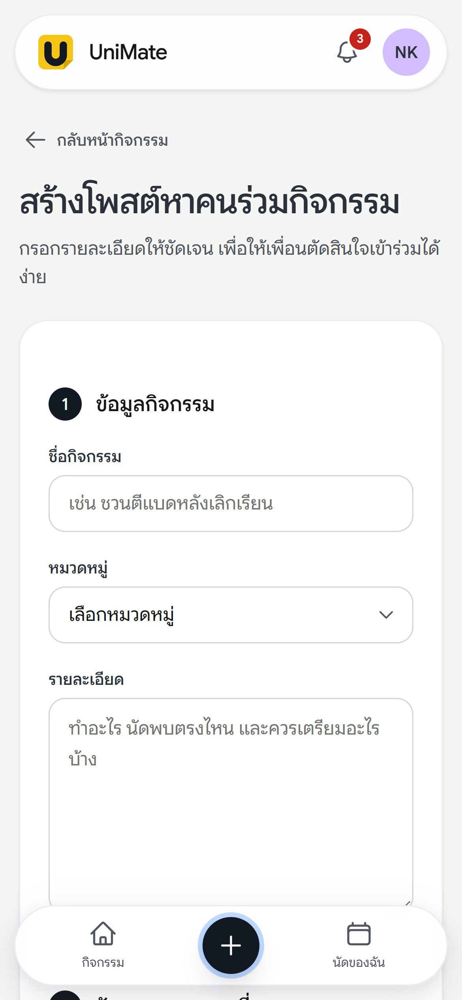 UniMate
3
NK
กลับหน้ากิจกรรม
สร้างโพสต์หาคนร่วมกิจกรรม
กรอกรายละเอียดให้ชัดเจน เพื่อให้เพื่อนตัดสินใจเข้าร่วมได้
ง่าย
1 ข้อมูลกิจกรรม
ชื่อกิจกรรม
เช่น ชวนตีแบดหลังเลิกเรียน
หมวดหมู่
เลือกหมวดหมู่
รายละเอียด
ทำอะไร นัดพบตรงไหน และควรเตรียมอะไร
บ้าง
กิจกรรม
นัดของฉัน